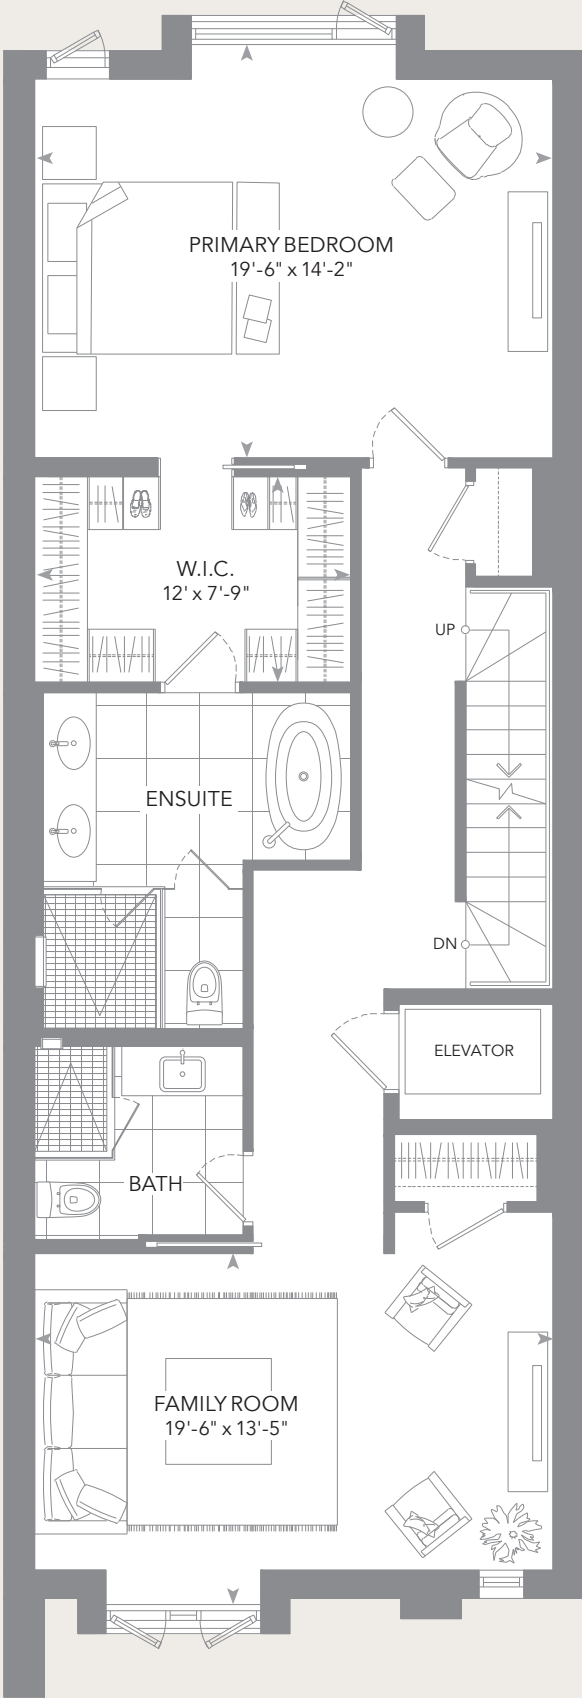 PRIMARY BEDROOM
19'-6" x 14'-2"
W.I.C.
12' x 7'-9"
UP
ENSUITE
DN
ELEVATOR
BATH
FAMILY ROOM
19'-6" x 13'-5"